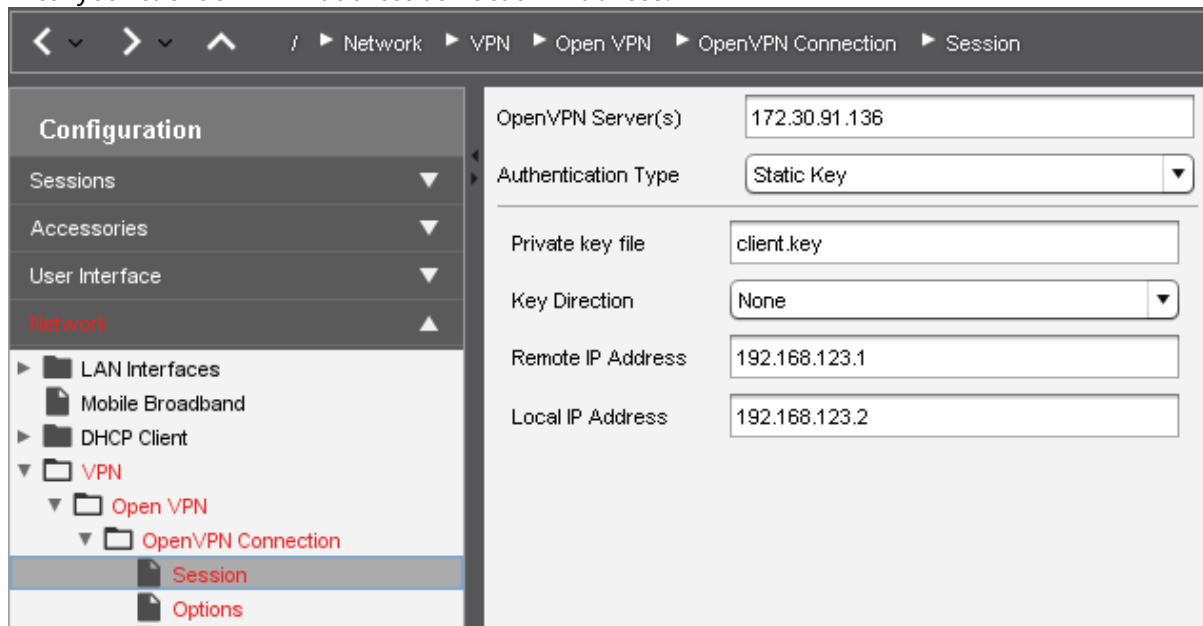 / Network VPN Open VPN OpenVPN Connection Session
Configuration
Sessions
Accessories
User Interface
Network
LAN Interfaces
Mobile Broadband
DHCP Client
VPN
Open VPN
OpenVPN Connection
Session
Options
OpenVPN Server(s) 172.30.91.136
Authentication Type Static Key
Private key file client.key
Key Direction None
Remote IP Address 192.168.123.1
Local IP Address 192.168.123.2